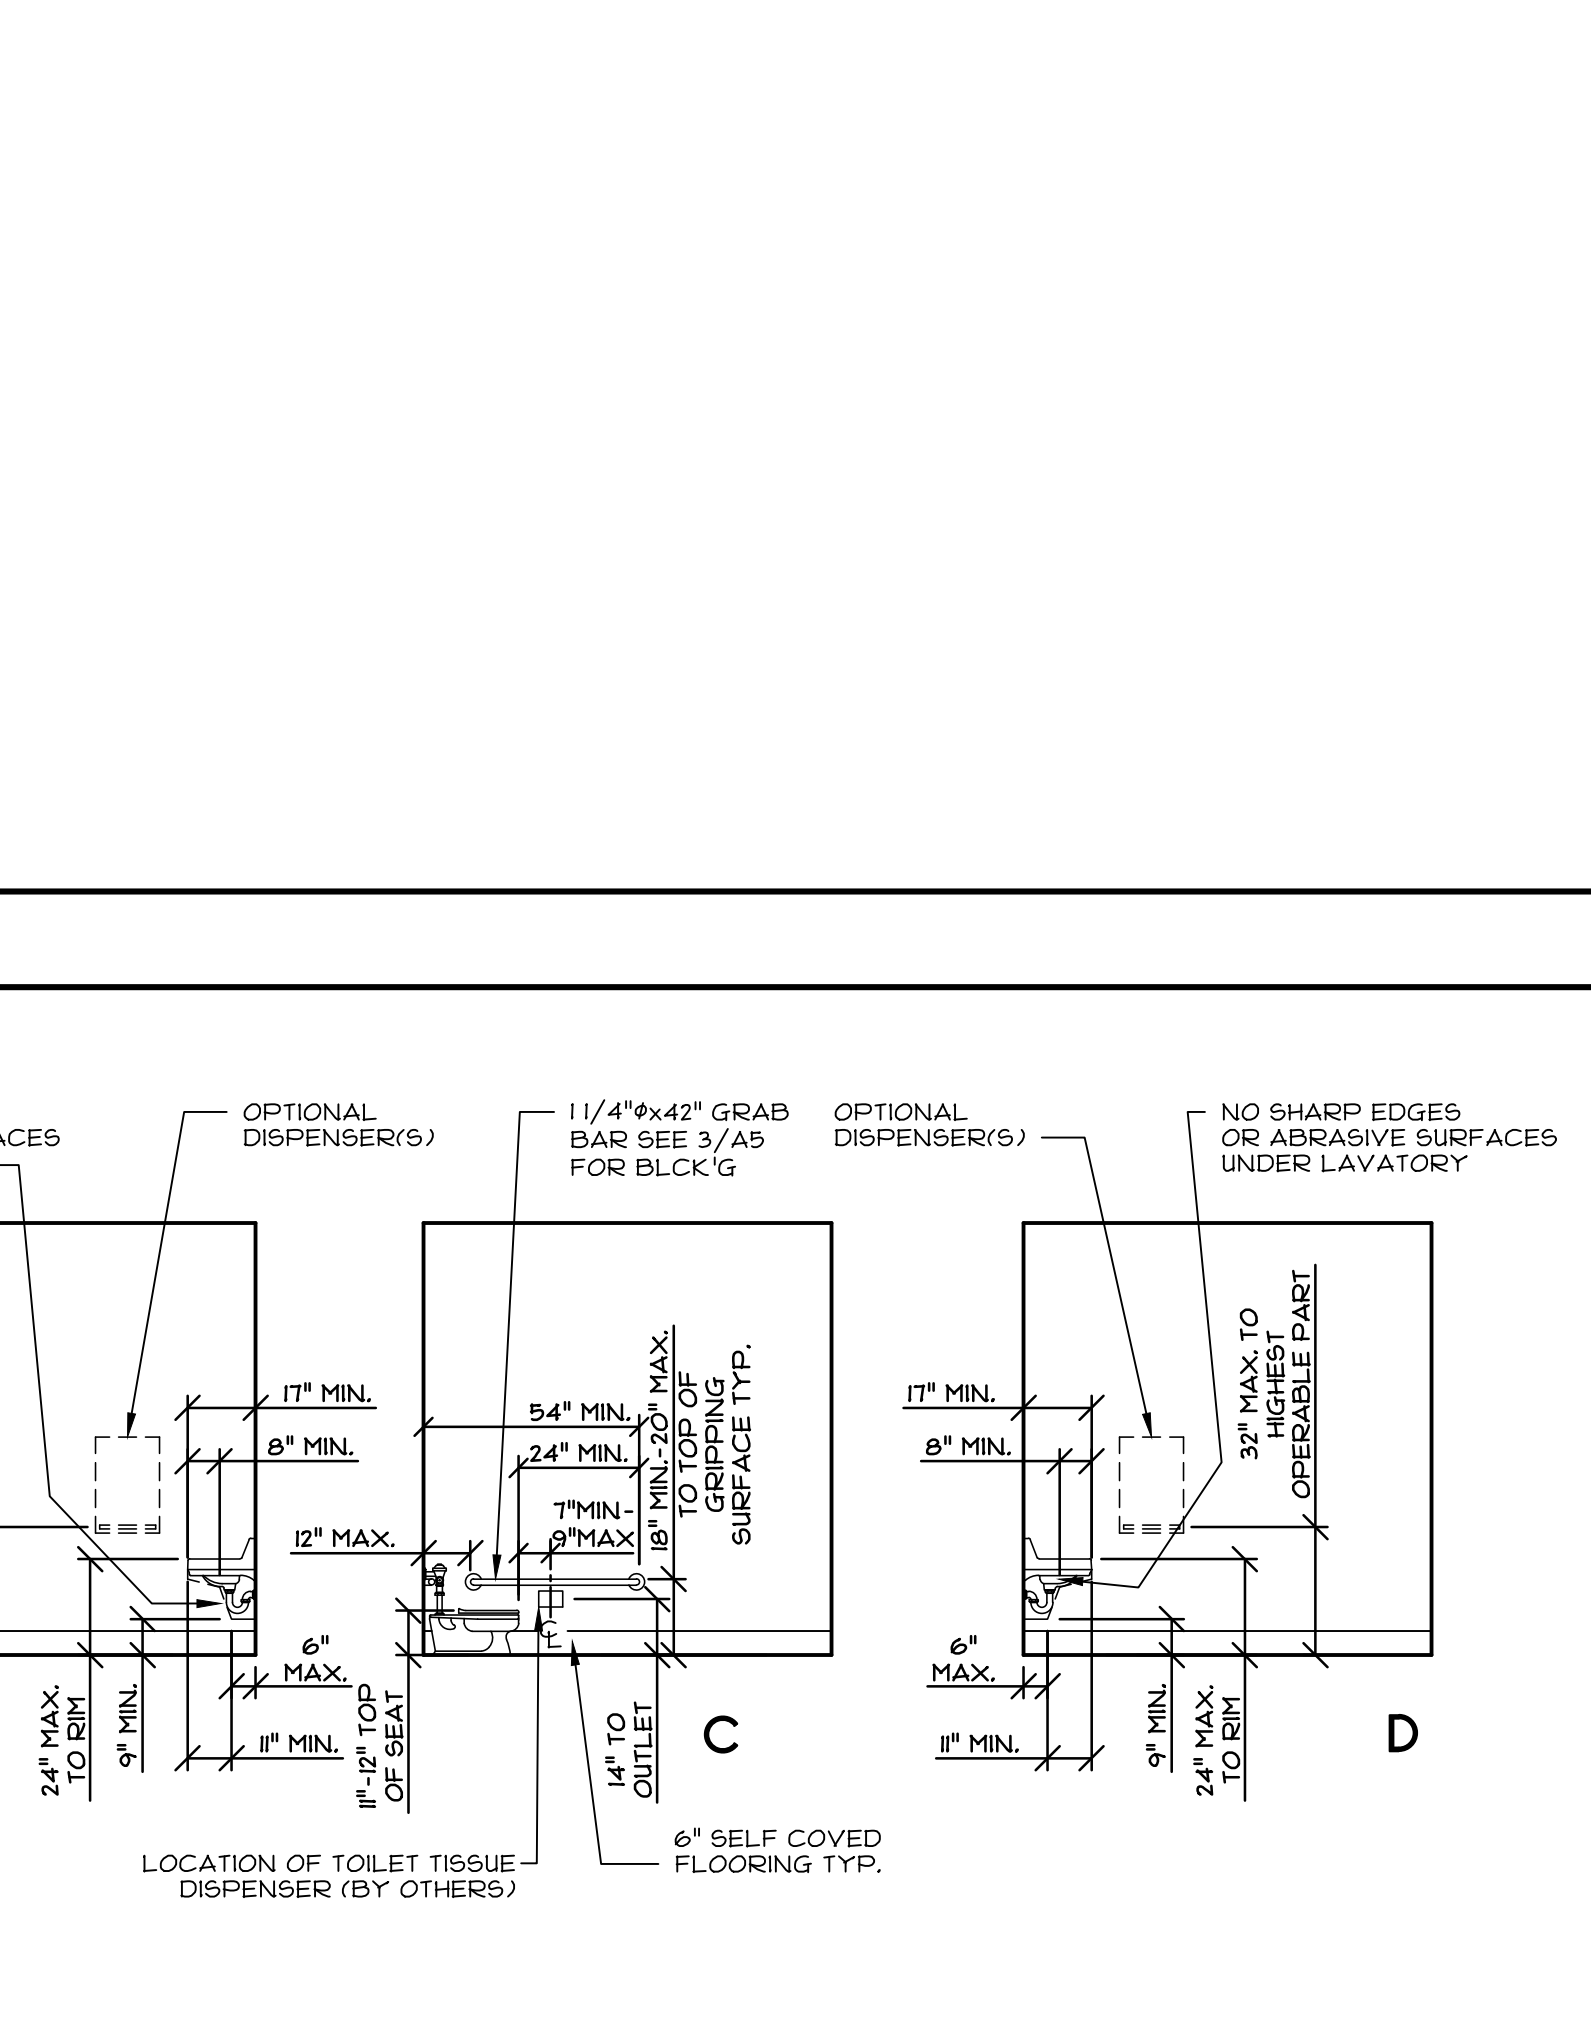 ACES
OPTIONAL
DISPENSER(S)
1 1/4"ϕx42" GRAB
BAR SEE 3/A5
FOR BLCK'G
OPTIONAL
DISPENSER(S)
NO SHARP EDGES
OR ABRASIVE SURFACES
UNDER LAVATORY
17" MIN.
8" MIN.
24" MAX.
TO RIM
9" MIN.
6"
MAX.
11" MIN.
54" MIN.
24" MIN.
7"MIN-
9"MAX
12" MAX.
18" MIN.-20" MAX.
TO TOP OF
GRIPPING
SURFACE TYP.
11"-12" TOP
OF SEAT
℄
14" TO
OUTLET
C
LOCATION OF TOILET TISSUE
DISPENSER (BY OTHERS)
6" SELF COVED
FLOORING TYP.
17" MIN.
8" MIN.
32" MAX. TO
HIGHEST
OPERABLE PART
6"
MAX.
11" MIN.
9" MIN.
24" MAX.
TO RIM
D